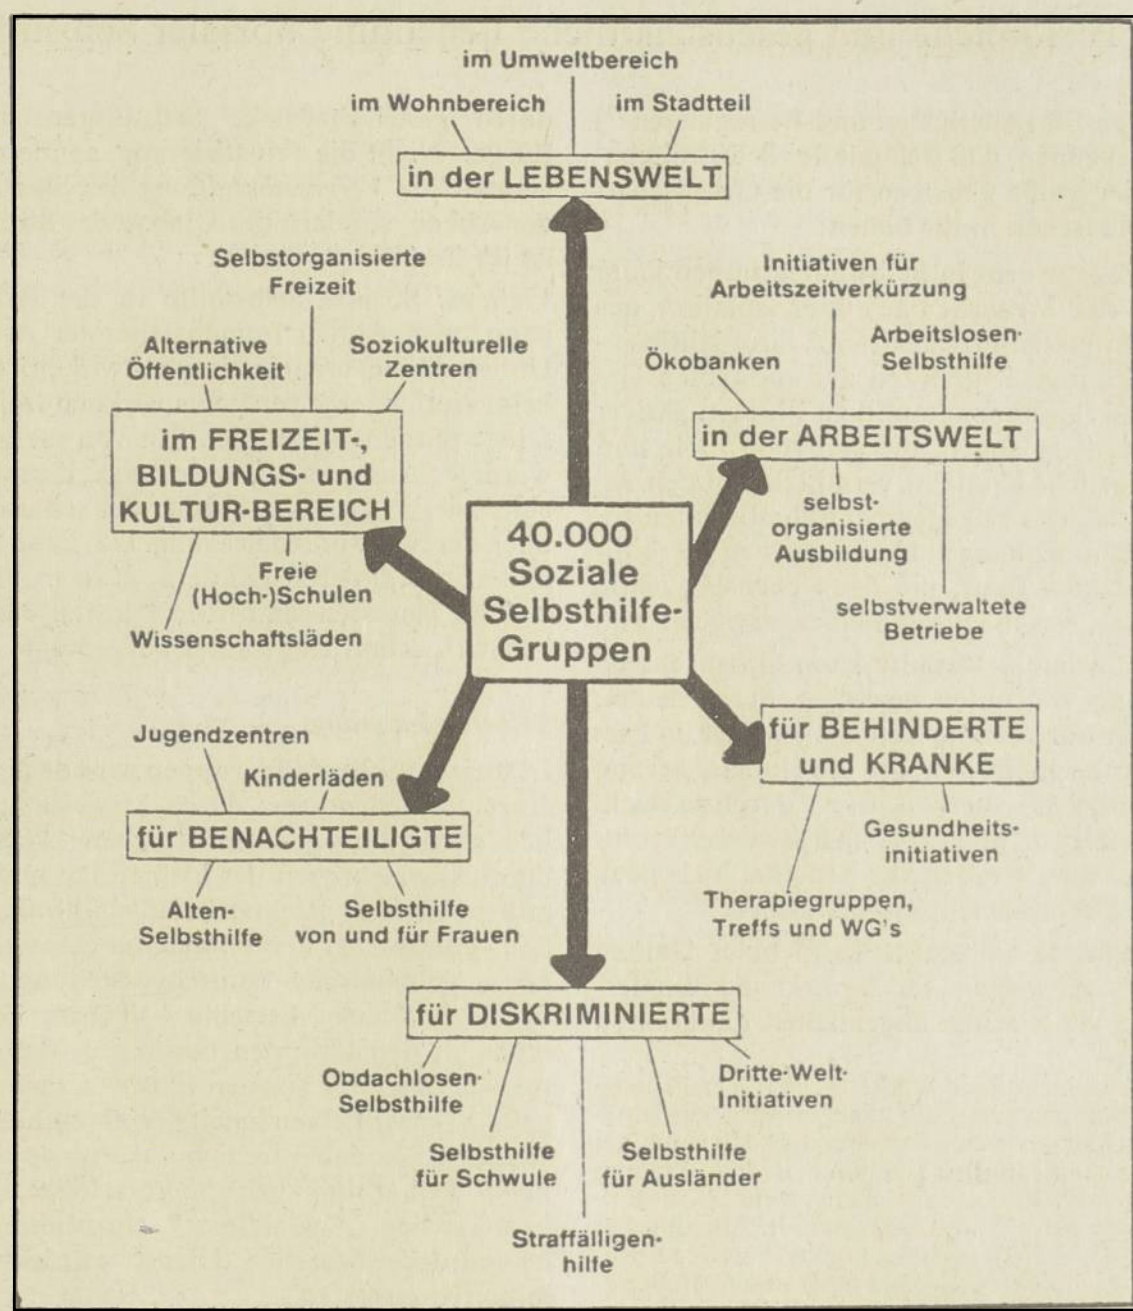 im Umweltbereich
im Wohnbereich
im Stadtteil
in der LEBENSWELT
Selbstorganisierte
Freizeit
Alternative
Öffentlichkeit
Soziokulturelle
Zentren
im FREIZEIT-,
BILDUNGS- und
KULTUR-BEREICH
Freie
(Hoch-)Schulen
Wissenschaftsläden
Initiativen für
Arbeitszeitverkürzung
Ökobanken
Arbeitslosen-
Selbsthilfe
in der ARBEITSWELT
selbst-
organisierte
Ausbildung
selbstverwaltete
Betriebe
40.000
Soziale
Selbsthilfe-
Gruppen
Jugendzentren
Kinderläden
für BENACHTEILIGTE
Alten-
Selbsthilfe
Selbsthilfe
von und für Frauen
für BEHINDERTE
und KRANKE
Gesundheits-
initiativen
Therapiegruppen,
Treffs und WG's
für DISKRIMINIERTE
Obdachlosen-
Selbsthilfe
Selbsthilfe
für Schwule
Straffälligen-
hilfe
Selbsthilfe
für Ausländer
Dritte-Welt-
Initiativen